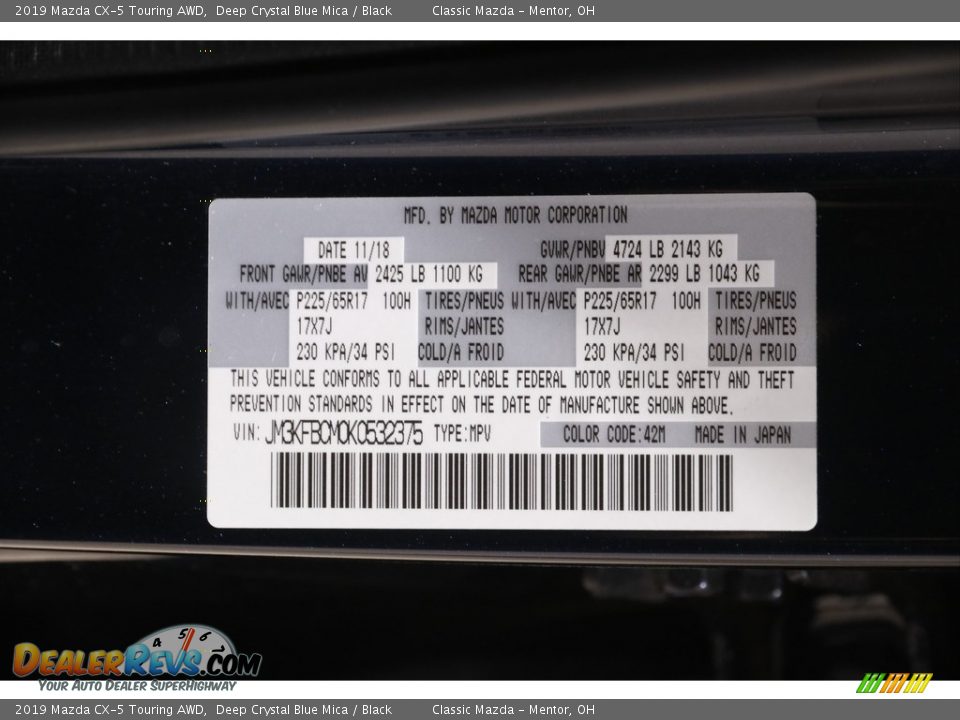 2019 Mazda CX-5 Touring AWD, Deep Crystal Blue Mica / Black Classic Mazda - Mentor, OH
MFD. BY MAZDA MOTOR CORPORATION
DATE 11/18 GVWR/PNBV 4724 LB 2143 KG
FRONT GAWR/PNBE AV 2425 LB 1100 KG REAR GAWR/PNBE AR 2299 LB 1043 KG
WITH/AVEC P225/65R17 100H TIRES/PNEUS WITH/AVEC P225/65R17 100H TIRES/PNEUS
17X7J RIMS/JANTES 17X7J RIMS/JANTES
230 KPA/34 PSI COLD/A FROID 230 KPA/34 PSI COLD/A FROID
THIS VEHICLE CONFORMS TO ALL APPLICABLE FEDERAL MOTOR VEHICLE SAFETY AND THEFT
PREVENTION STANDARDS IN EFFECT ON THE DATE OF MANUFACTURE SHOWN ABOVE.
VIN: JM3KFBCM0K0532375 TYPE:MPV COLOR CODE:42M MADE IN JAPAN
4 5 6 7
DEALERREVS.COM
YOUR AUTO DEALER SUPERHIGHWAY
2019 Mazda CX-5 Touring AWD, Deep Crystal Blue Mica / Black Classic Mazda - Mentor, OH